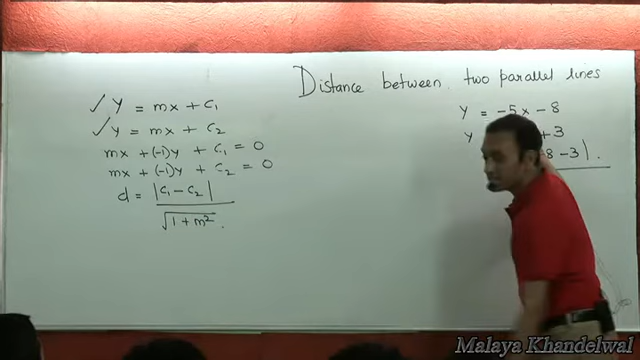 Distance between two parallel lines
✓ y = mx + c₁
✓ y = mx + c₂
mx + (-1)y + c₁ = 0
mx + (-1)y + c₂ = 0
d = |c₁ - c₂|
√(1 + m²) .
y = -5x - 8
y + 3
8 - 3| .
Malaya Khandelwal